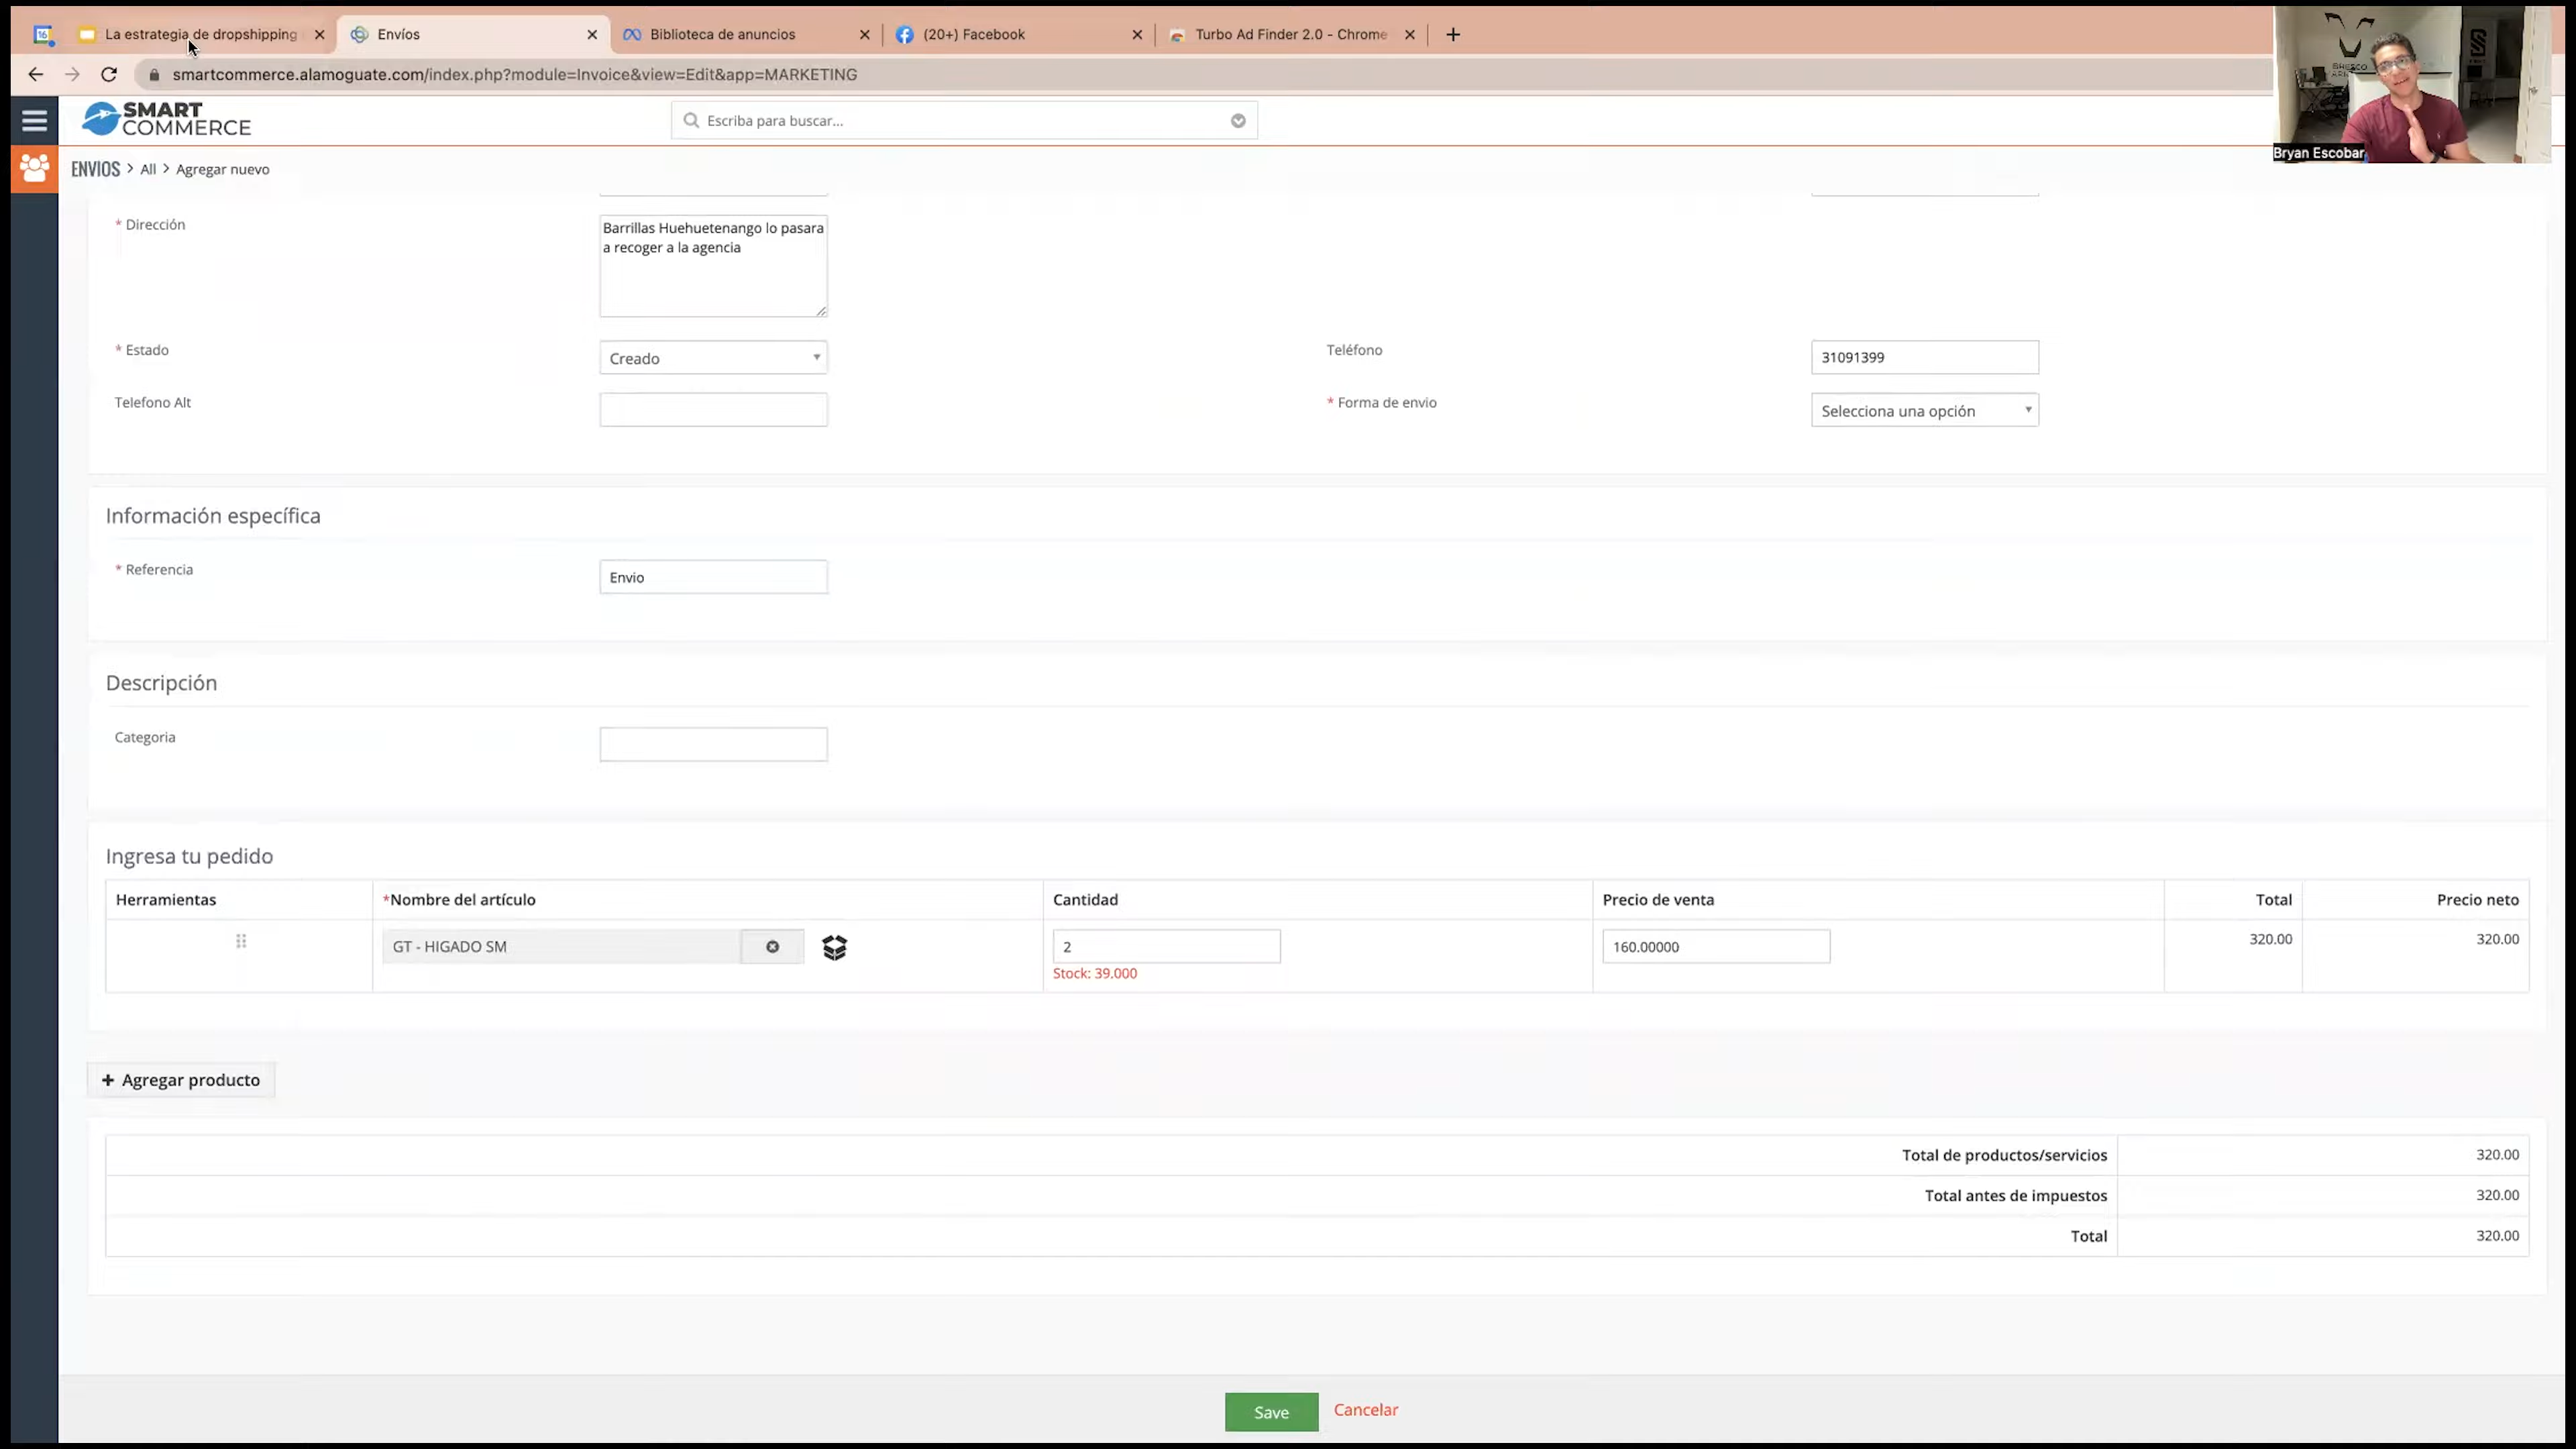 La estrategia de dropshipping
Envíos
Biblioteca de anuncios
(20+) Facebook
Turbo Ad Finder 2.0 - Chrome
smartcommerce.alamoguate.com/index.php?module=Invoice&view=Edit&app=MARKETING
SMART
COMMERCE
Escriba para buscar...
Bryan Escobar
ENVIOS > All > Agregar nuevo
* Dirección
Barrillas Huehuetenango lo pasara
a recoger a la agencia
* Estado
Creado
Teléfono
31091399
Telefono Alt
* Forma de envio
Selecciona una opción
Información específica
* Referencia
Envio
Descripción
Categoria
Ingresa tu pedido
Herramientas
*Nombre del artículo
Cantidad
Precio de venta
Total
Precio neto
GT - HIGADO SM
2
Stock: 39.000
160.00000
320.00
320.00
+ Agregar producto
Total de productos/servicios
320.00
Total antes de impuestos
320.00
Total
320.00
Save
Cancelar